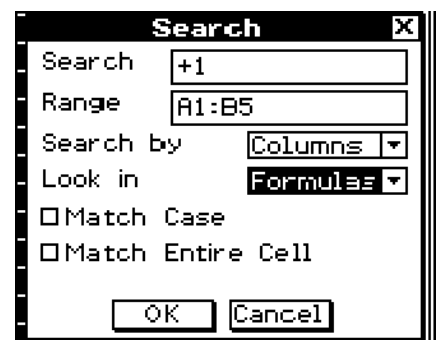 Search X
Search +1
Range A1:B5
Search by Columns
Look in Formulas
Match Case
Match Entire Cell
OK Cancel